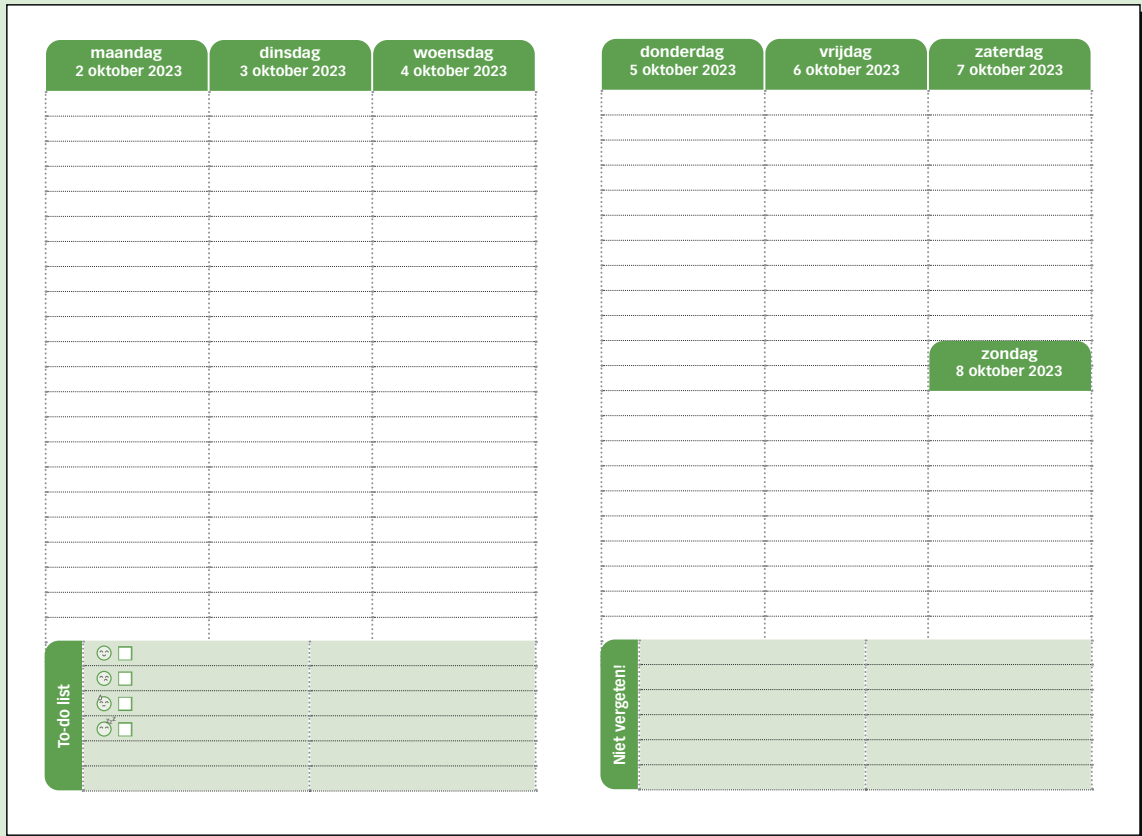 maandag
2 oktober 2023
dinsdag
3 oktober 2023
woensdag
4 oktober 2023
donderdag
5 oktober 2023
vrijdag
6 oktober 2023
zaterdag
7 oktober 2023
zondag
8 oktober 2023
To-do list
zzz
Niet vergeten!